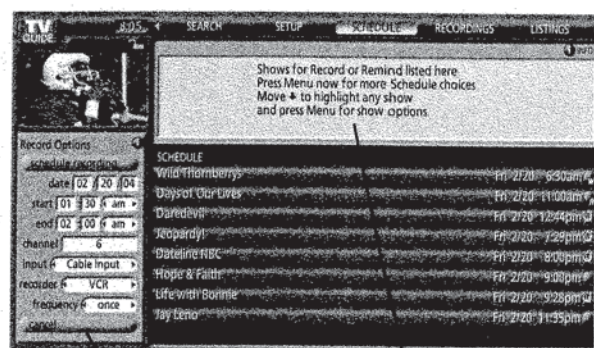 TV
GUIDE
8:05
SEARCH SETUP SCHEDULE RECORDINGS LISTINGS
INFO
Shows for Record or Remind listed here
Press Menu now for more Schedule choices
Move to highlight any show
and press Menu for show options
Record Options
schedule recording
date 02 / 20 / 04
start 01 : 30 am
end 02 : 00 am
channel 6
input Cable Input
recorder VCR
frequency once
cancel
SCHEDULE
Wild Thornberrys Fri 2/20 6:30am
Days of Our Lives Fri 2/20 11:00am
Daredevil Fri 2/20 12:44pm
Jeopardy! Fri 2/20 7:29pm
Dateline NBC Fri 2/20 8:00pm
Hope & Faith Fri 2/20 9:00pm
Life with Bonnie Fri 2/20 9:28pm
Jay Leno Fri 2/20 11:35pm